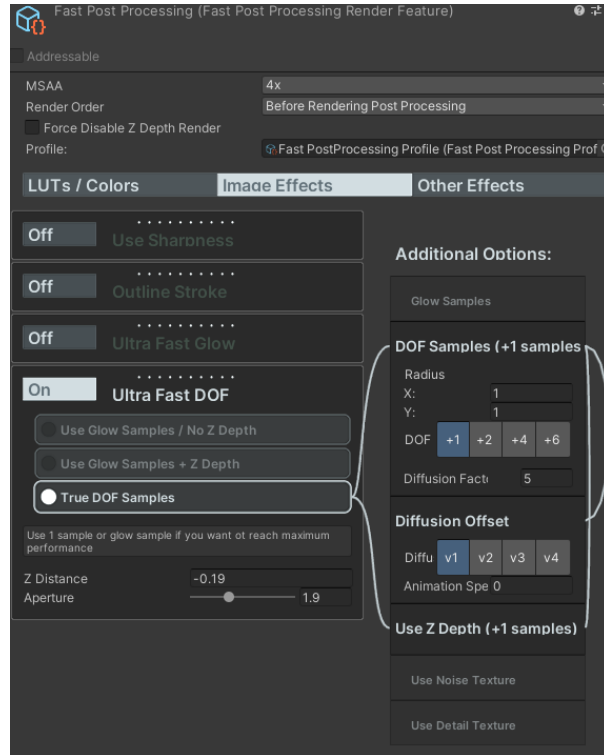 Fast Post Processing (Fast Post Processing Render Feature)
Addressable
MSAA 4x
Render Order Before Rendering Post Processing
Force Disable Z Depth Render
Profile: Fast PostProcessing Profile (Fast Post Processing Prof
LUTs / Colors Image Effects Other Effects
Off Use Sharpness
Off Outline Stroke
Off Ultra Fast Glow
On Ultra Fast DOF
Use Glow Samples / No Z Depth
Use Glow Samples + Z Depth
True DOF Samples
Use 1 sample or glow sample if you want ot reach maximum
performance
Z Distance -0.19
Aperture 1.9
Additional Options:
Glow Samples
DOF Samples (+1 samples
Radius
X: 1
Y: 1
DOF +1 +2 +4 +6
Diffusion Facto 5
Diffusion Offset
Diffu v1 v2 v3 v4
Animation Spe 0
Use Z Depth (+1 samples)
Use Noise Texture
Use Detail Texture